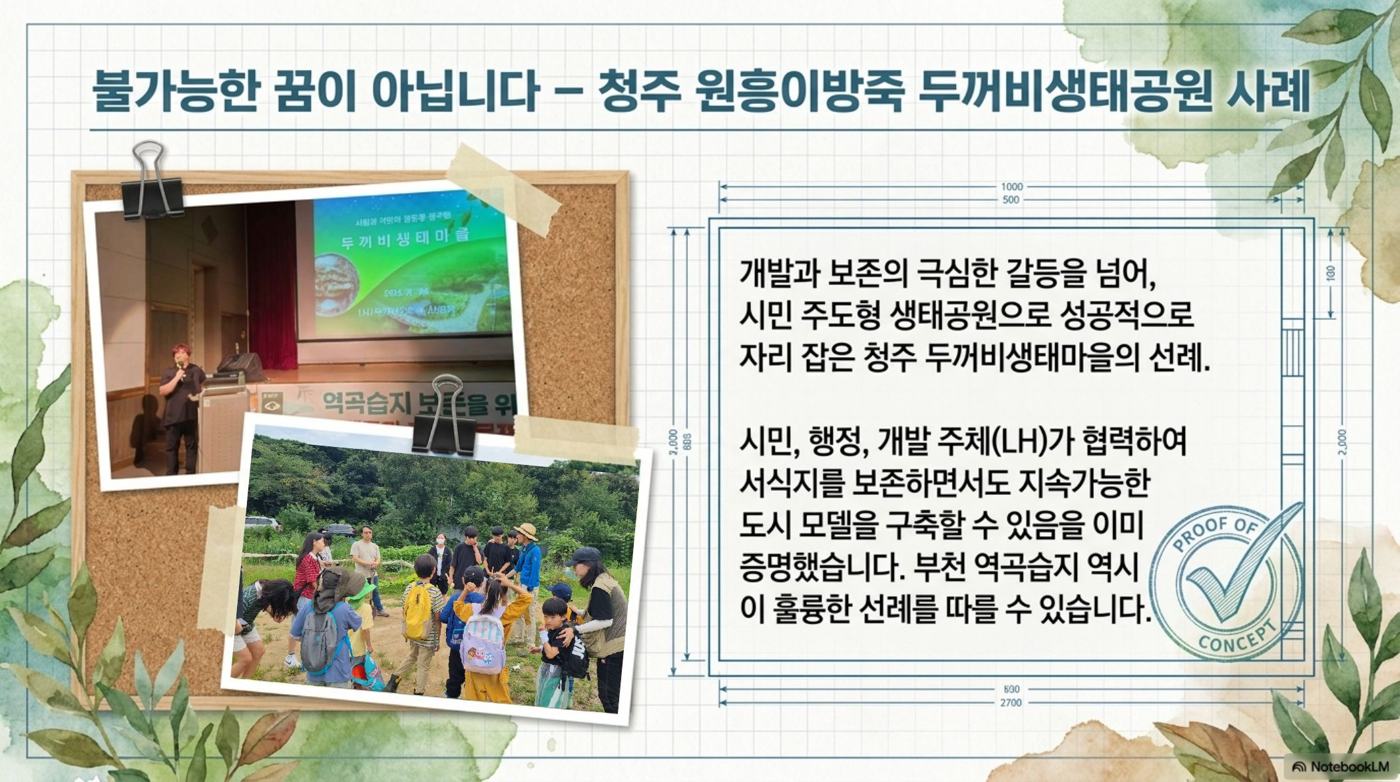 불가능한 꿈이 아닙니다 – 청주 원흥이방죽 두꺼비생태공원 사례
두꺼비생태마을
역곡습지 보존을 위
1000
500
개발과 보존의 극심한 갈등을 넘어,
시민 주도형 생태공원으로 성공적으로
자리 잡은 청주 두꺼비생태마을의 선례.
시민, 행정, 개발 주체(LH)가 협력하여
서식지를 보존하면서도 지속가능한
도시 모델을 구축할 수 있음을 이미
증명했습니다. 부천 역곡습지 역시
이 훌륭한 선례를 따를 수 있습니다.
PROOF OF
CONCEPT
2,000
2700
NotebookLM